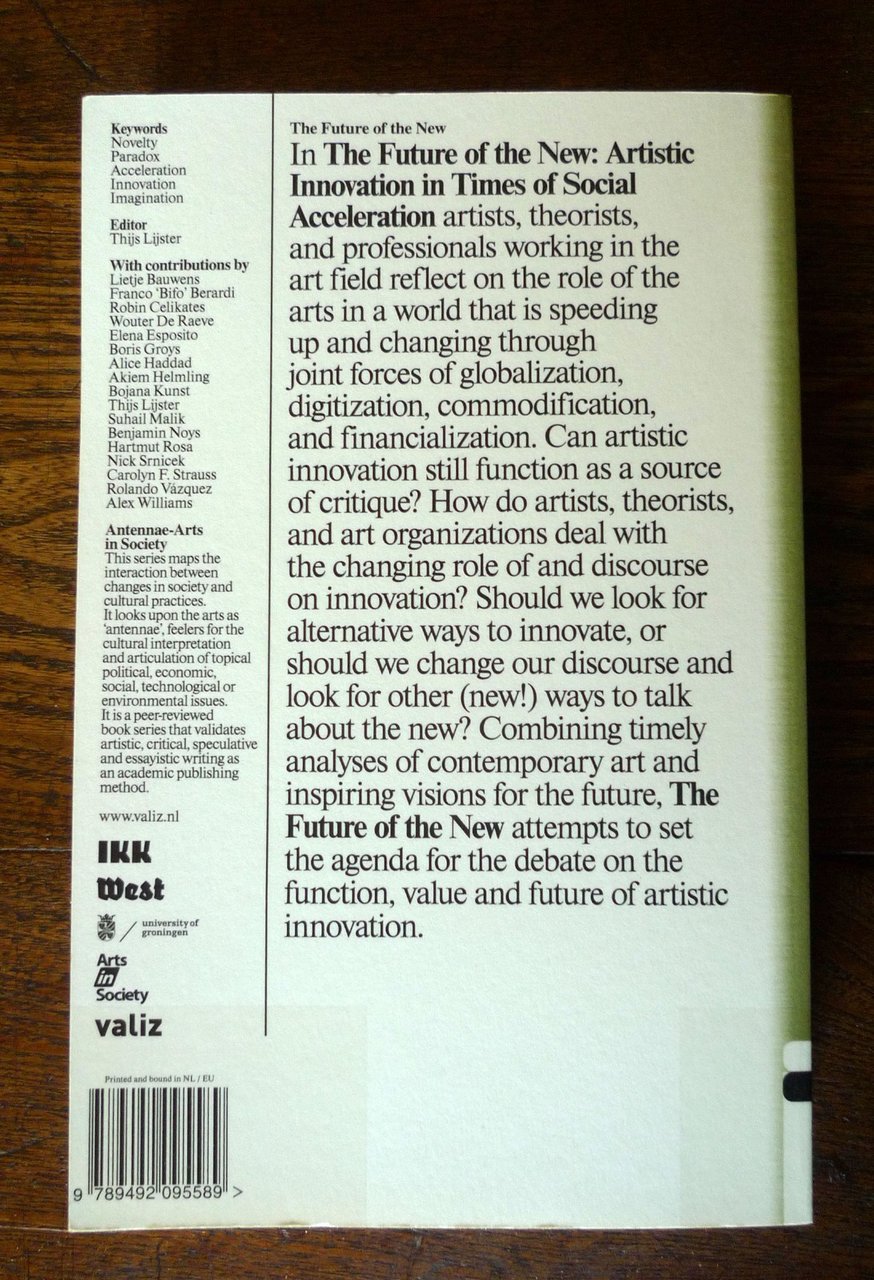 Keywords
Novelty
Paradox
Acceleration
Innovation
Imagination
Editor
Thijs Lijster
With contributions by
Lietje Bauwens
Franco ‘Bifo’ Berardi
Robin Celikates
Wouter De Raeve
Elena Esposito
Boris Groys
Alice Haddad
Akiem Helmling
Bojana Kunst
Thijs Lijster
Suhail Malik
Benjamin Noys
Hartmut Rosa
Nick Srnicek
Carolyn F. Strauss
Rolando Vázquez
Alex Williams
Antennae-Arts
in Society
This series maps the
interaction between
changes in society and
cultural practices.
It looks upon the arts as
‘antennae’, feelers for the
cultural interpretation
and articulation of topical
political, economic,
social, technological or
environmental issues.
It is a peer-reviewed
book series that validates
artistic, critical, speculative
and essayistic writing as
an academic publishing
method.
www.valiz.nl
IKK
West
university of
groningen
Arts
in
Society
valiz
Printed and bound in NL / EU
9 789492 095589 >
The Future of the New
In The Future of the New: Artistic
Innovation in Times of Social
Acceleration artists, theorists,
and professionals working in the
art field reflect on the role of the
arts in a world that is speeding
up and changing through
joint forces of globalization,
digitization, commodification,
and financialization. Can artistic
innovation still function as a source
of critique? How do artists, theorists,
and art organizations deal with
the changing role of and discourse
on innovation? Should we look for
alternative ways to innovate, or
should we change our discourse and
look for other (new!) ways to talk
about the new? Combining timely
analyses of contemporary art and
inspiring visions for the future, The
Future of the New attempts to set
the agenda for the debate on the
function, value and future of artistic
innovation.